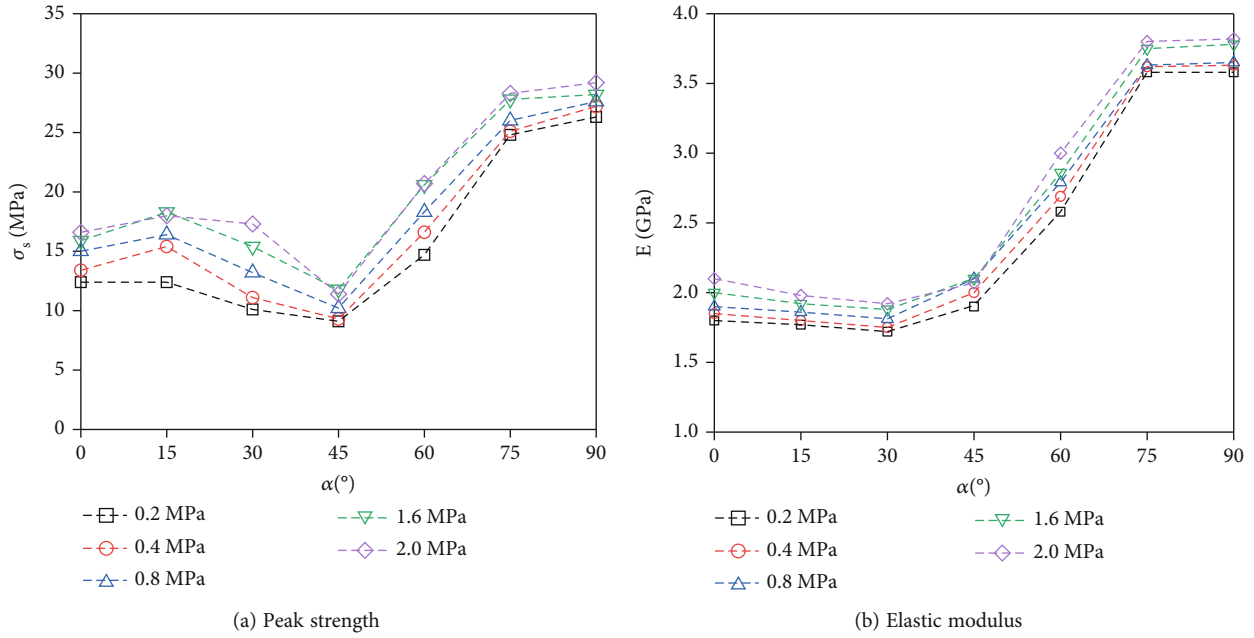 35
30
25
20
15
10
5
0
σs (MPa)
0 15 30 45 60 75 90
α(°)
0.2 MPa
0.4 MPa
0.8 MPa
1.6 MPa
2.0 MPa
(a) Peak strength
4.0
3.5
3.0
2.5
2.0
1.5
1.0
E (GPa)
0 15 30 45 60 75 90
α(°)
0.2 MPa
0.4 MPa
0.8 MPa
1.6 MPa
2.0 MPa
(b) Elastic modulus